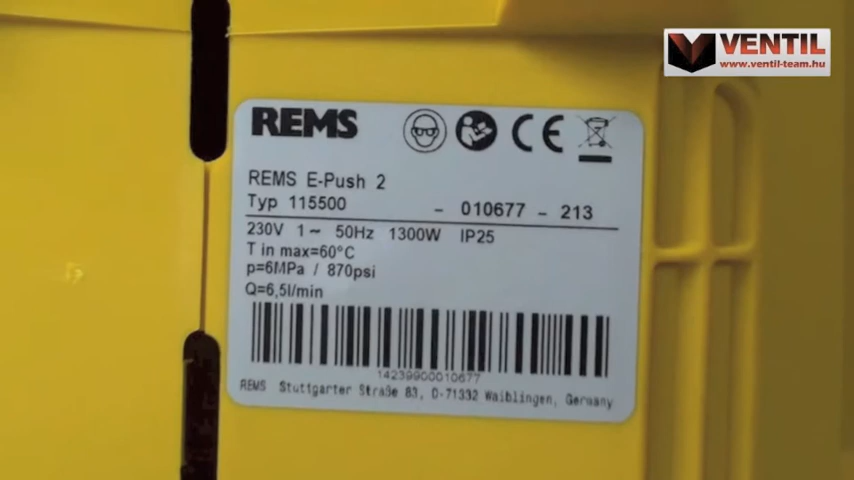 VENTIL
www.ventil-team.hu
REMS
CE
REMS E-Push 2
Typ 115500 - 010677 - 213
230V 1~ 50Hz 1300W IP25
T in max=60°C
p=6MPa / 870psi
Q=6,5l/min
14239900010677
REMS Stuttgarter Straße 83, D-71332 Waiblingen, Germany